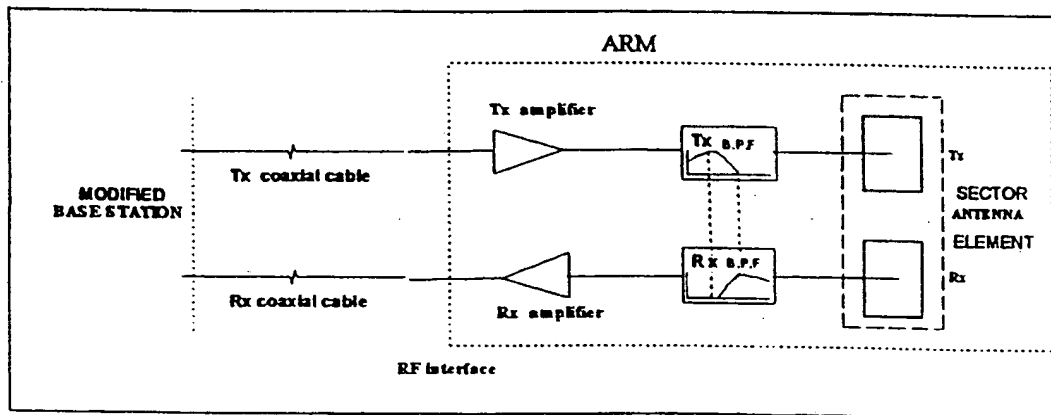 ARM
Tx amplifier
Tx B.P.F
Tx
Tx coaxial cable
MODIFIED
BASE STATION
SECTOR
ANTENNA
ELEMENT
Rx B.P.F
Rx
Rx coaxial cable
Rx amplifier
RF interface